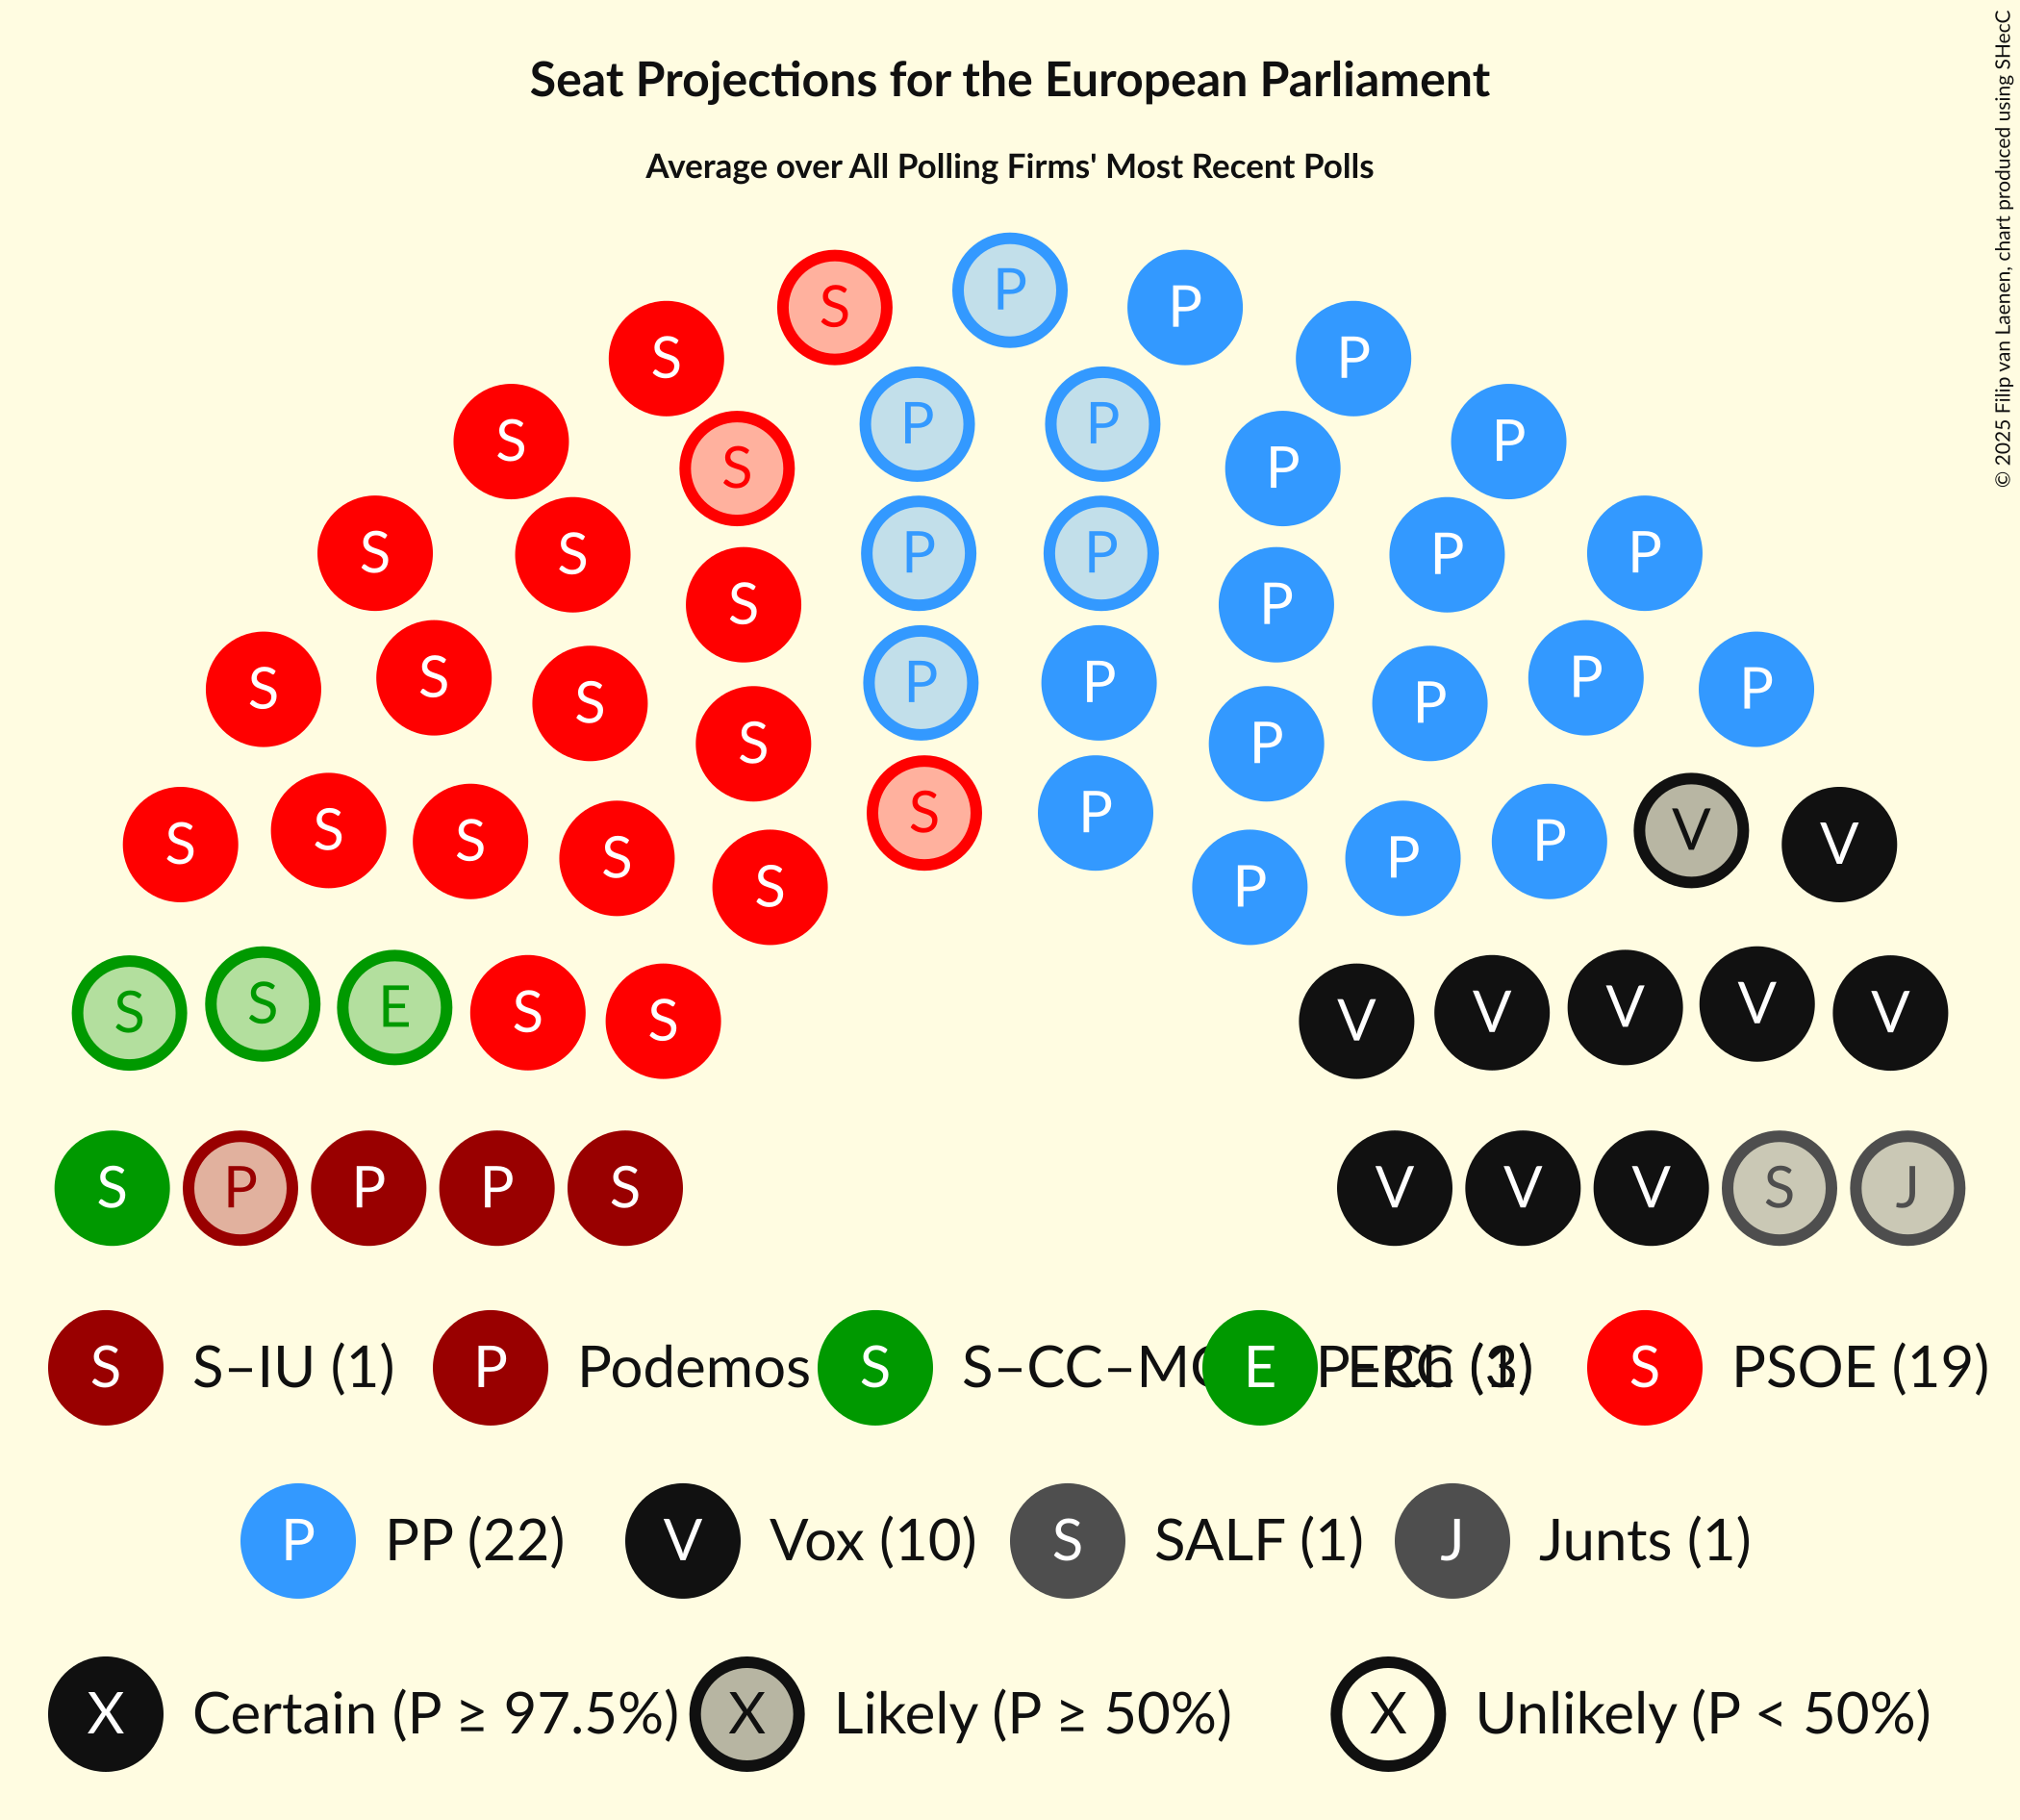 Seat Projections for the European Parliament
Average over All Polling Firms' Most Recent Polls
© 2025 Filip van Laenen, chart produced using SHecC
P
S P
S P
P P
S P
S P
S P
P P
S S P P
S S P P
S S P P
P P
S S P P
S S P P
S P
S P
S V
S S V V
S S P P
S P
S P
S S E S S V V V V V
S P P P S V V V S J
S S–IU (1) P Podemos S S–CC–M E (3) S PSOE (19)
P PP (22) V Vox (10) S SALF (1) J Junts (1)
X Certain (P ≥ 97.5%) X Likely (P ≥ 50%) X Unlikely (P < 50%)